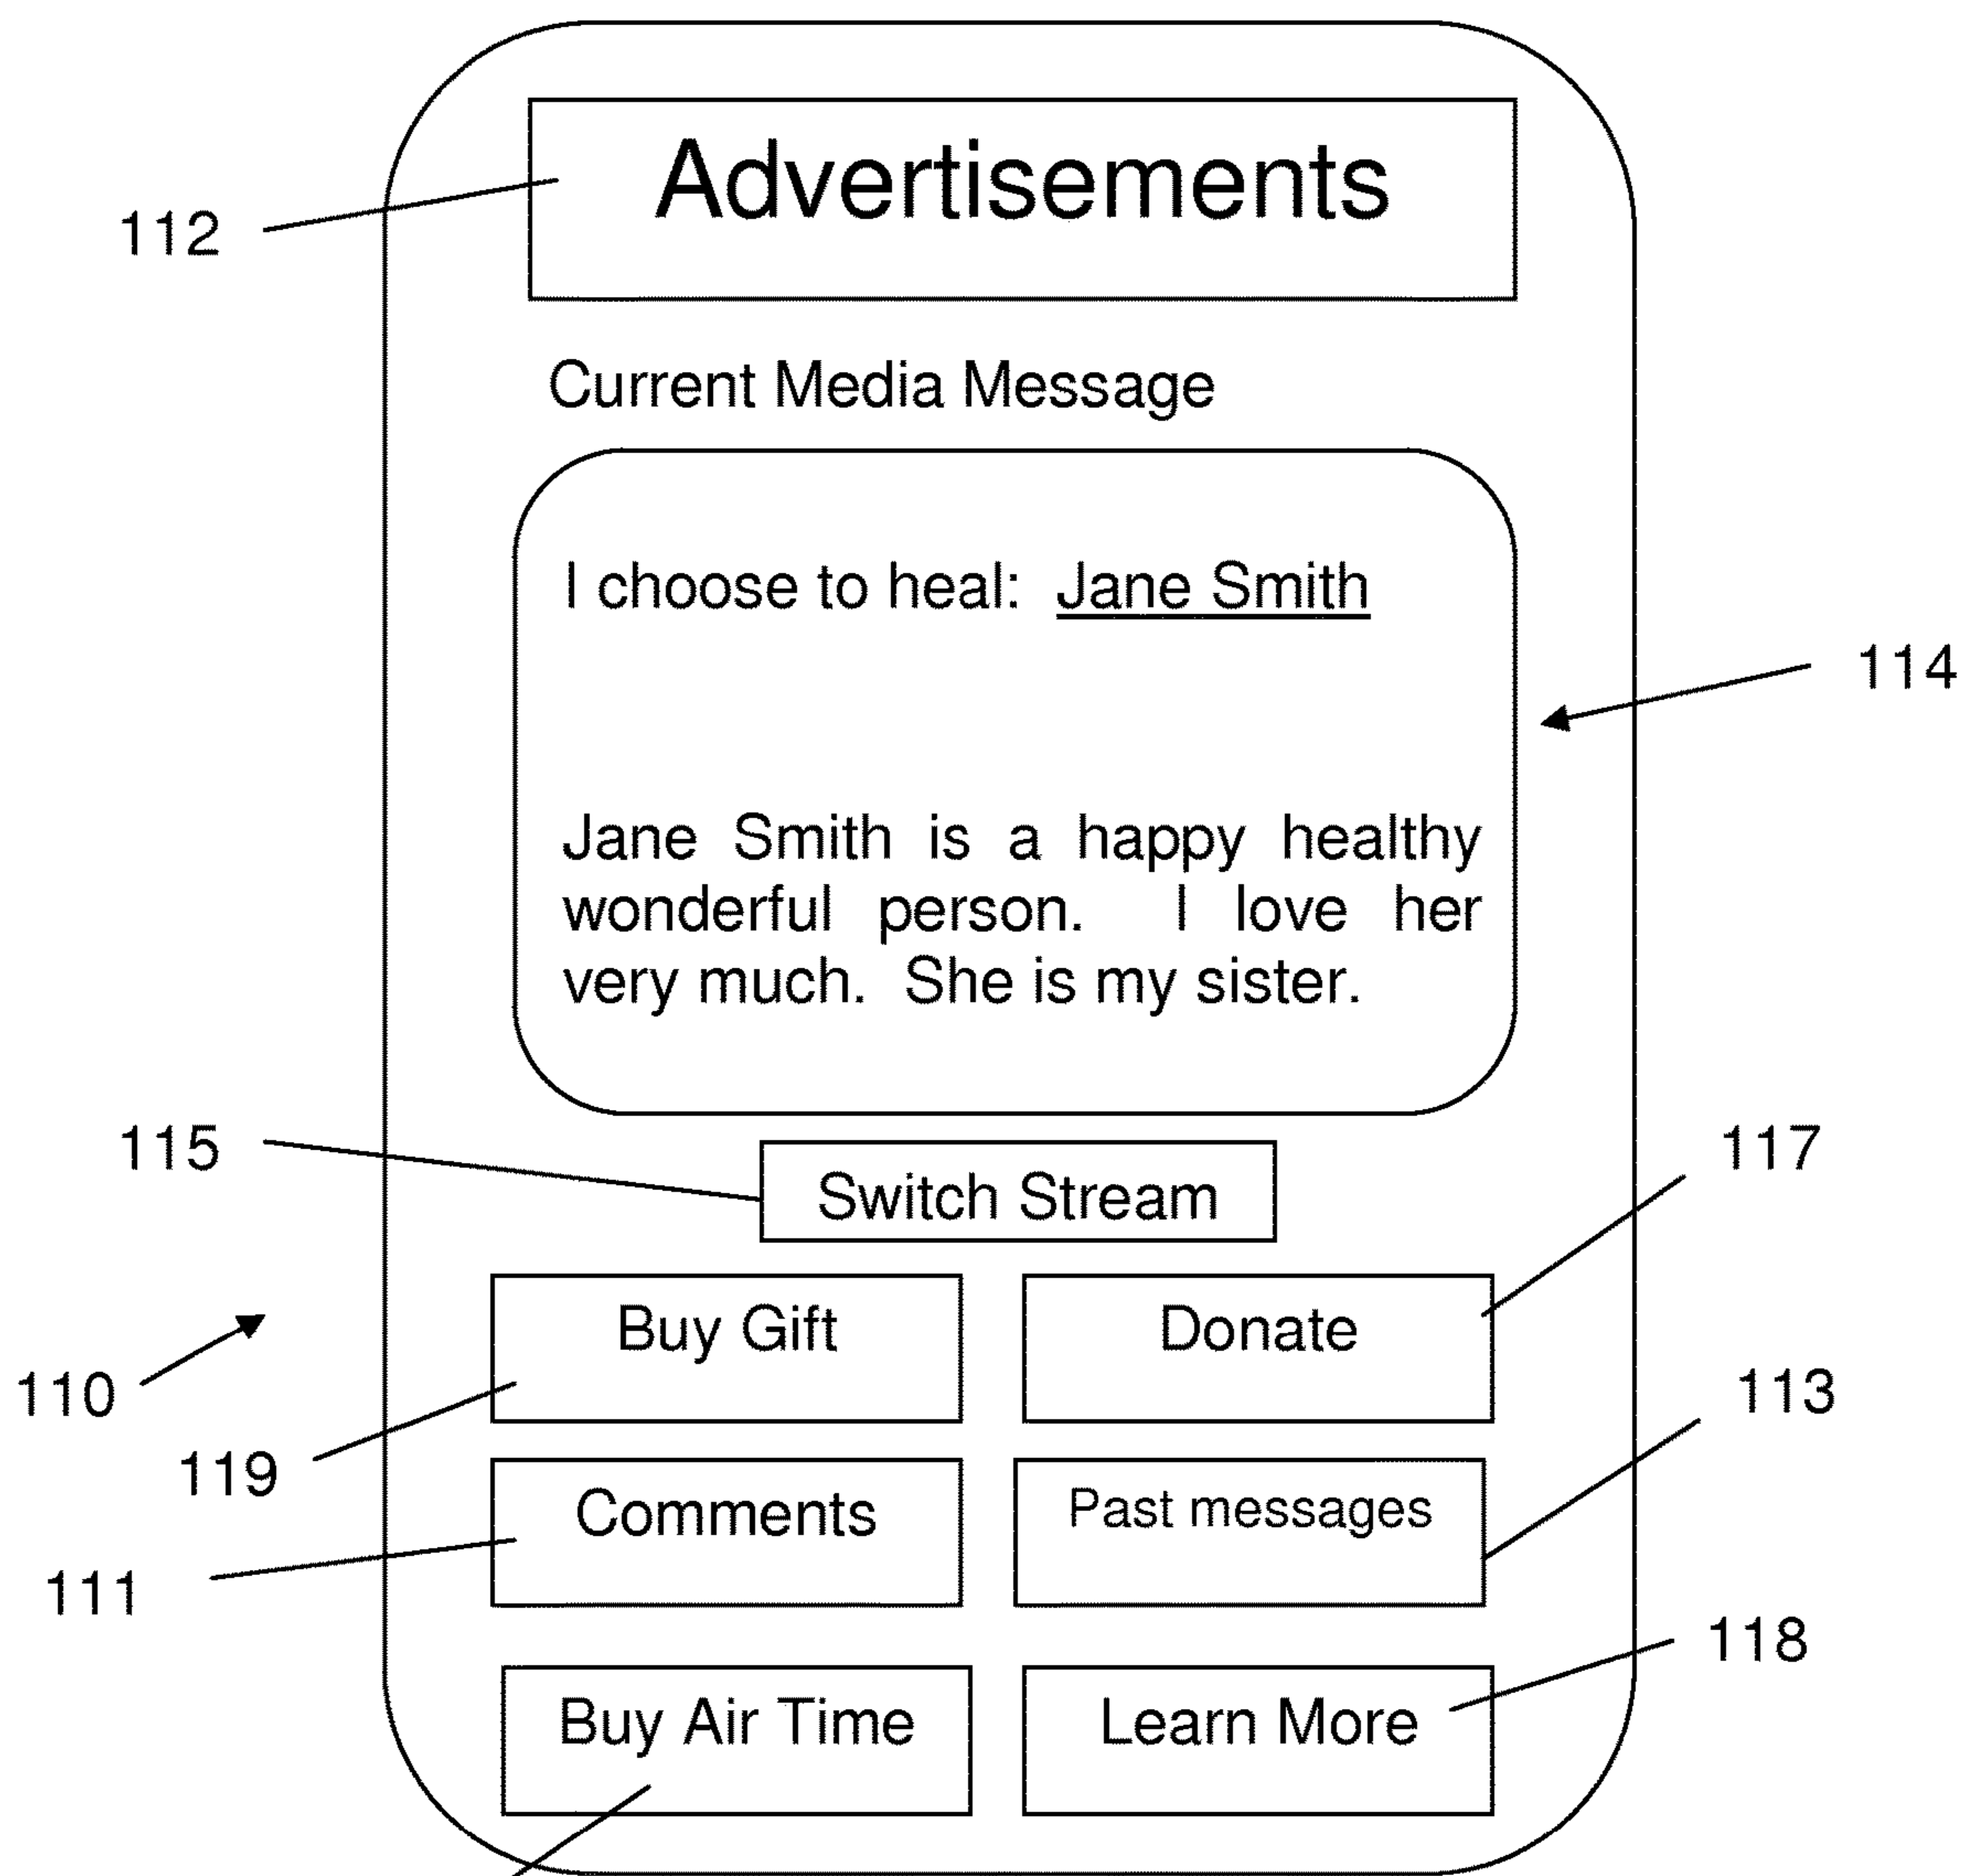 Advertisements
112
Current Media Message
I choose to heal: Jane Smith
114
Jane Smith is a happy healthy
wonderful person. I love her
very much. She is my sister.
115
117
Switch Stream
Buy Gift
Donate
110
113
119
Comments
Past messages
111
118
Buy Air Time
Learn More